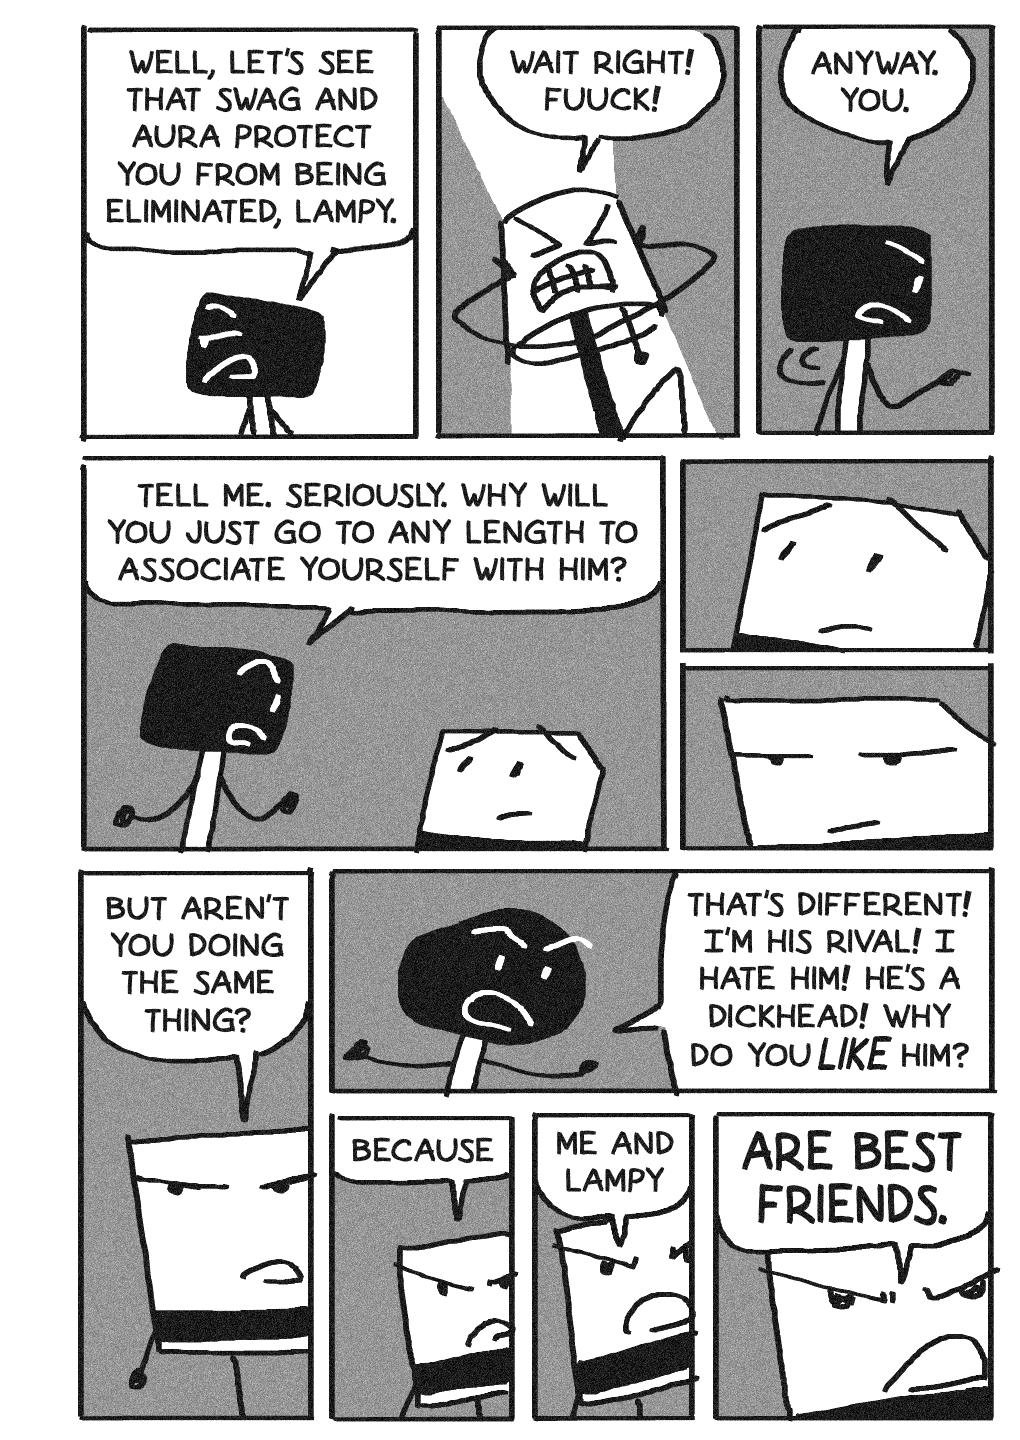 WELL, LET'S SEE
THAT SWAG AND
AURA PROTECT
YOU FROM BEING
ELIMINATED, LAMPY.
WAIT RIGHT!
FUUCK!
ANYWAY.
YOU.
TELL ME. SERIOUSLY. WHY WILL
YOU JUST GO TO ANY LENGTH TO
ASSOCIATE YOURSELF WITH HIM?
BUT AREN'T
YOU DOING
THE SAME
THING?
THAT'S DIFFERENT!
I'M HIS RIVAL! I
HATE HIM! HE'S A
DICKHEAD! WHY
DO YOU LIKE HIM?
BECAUSE
ME AND
LAMPY
ARE BEST
FRIENDS.